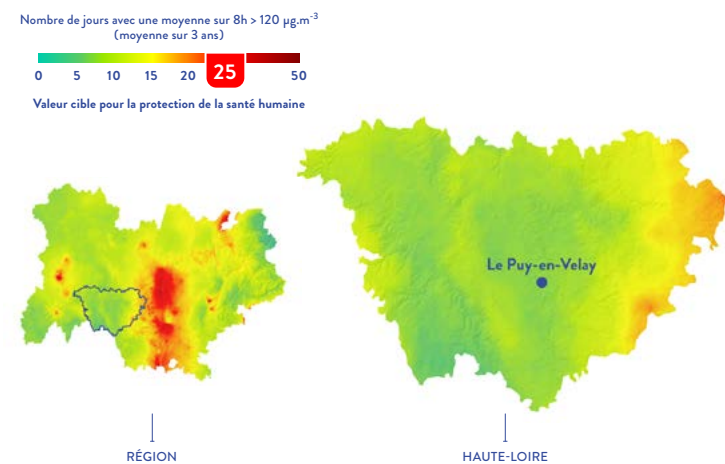 Nombre de jours avec une moyenne sur 8h > 120 µg.m⁻³
(moyenne sur 3 ans)
0 5 10 15 20 25 50
Valeur cible pour la protection de la santé humaine
Le Puy-en-Velay
RÉGION
HAUTE-LOIRE